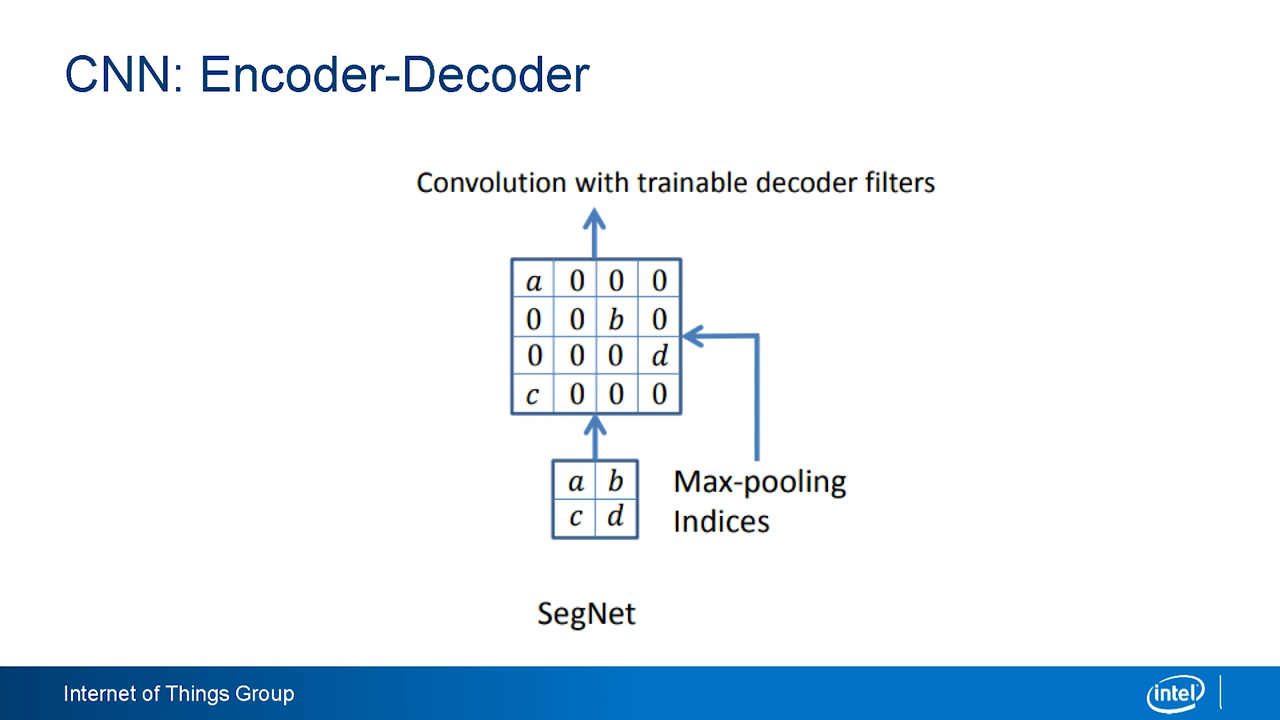 CNN: Encoder-Decoder
Convolution with trainable decoder filters
a 0 0 0
0 0 b 0
0 0 0 d
c 0 0 0
a b
c d
Max-pooling
Indices
SegNet
Internet of Things Group
intel